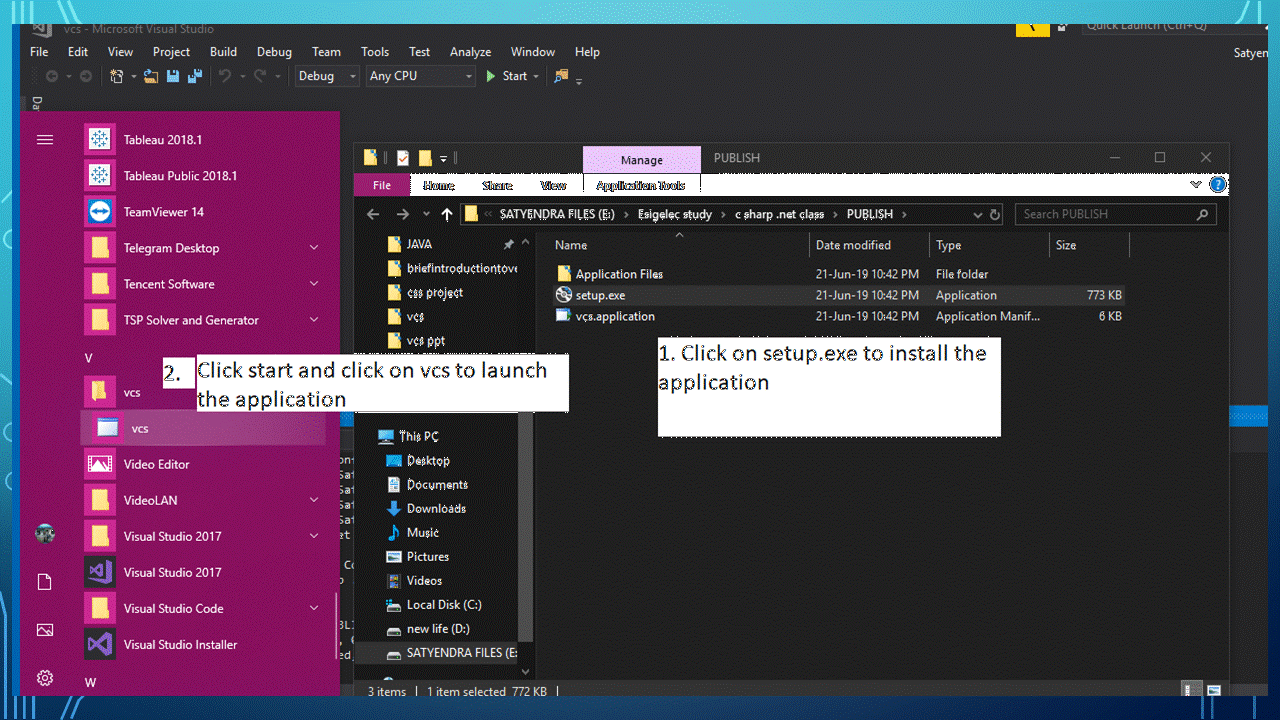 vcs - Microsoft Visual Studio
Quick Launch (Ctrl+Q)
File Edit View Project Build Debug Team Tools Test Analyze Window Help
Satyen
Debug Any CPU Start
Da
Tableau 2018.1
Tableau Public 2018.1
TeamViewer 14
Telegram Desktop
Tencent Software
TSP Solver and Generator
V
vcs
vcs
Video Editor
VideoLAN
Visual Studio 2017
Visual Studio 2017
Visual Studio Code
Visual Studio Installer
W
2. Click start and click on vcs to launch
the application
Manage PUBLISH
File Home Share View Application Tools
SATYENDRA FILES (E:) > Esigelec study > c sharp .net class > PUBLISH >
Search PUBLISH
JAVA
briefintroductiontove
css project
vcs
vcs ppt
This PC
Desktop
Documents
Downloads
Music
Pictures
Videos
Local Disk (C:)
new life (D:)
SATYENDRA FILES (E:
Name Date modified Type Size
Application Files 21-Jun-19 10:42 PM File folder
setup.exe 21-Jun-19 10:42 PM Application 773 KB
vcs.application 21-Jun-19 10:42 PM Application Manif... 6 KB
1. Click on setup.exe to install the
application
3 items 1 item selected 772 KB